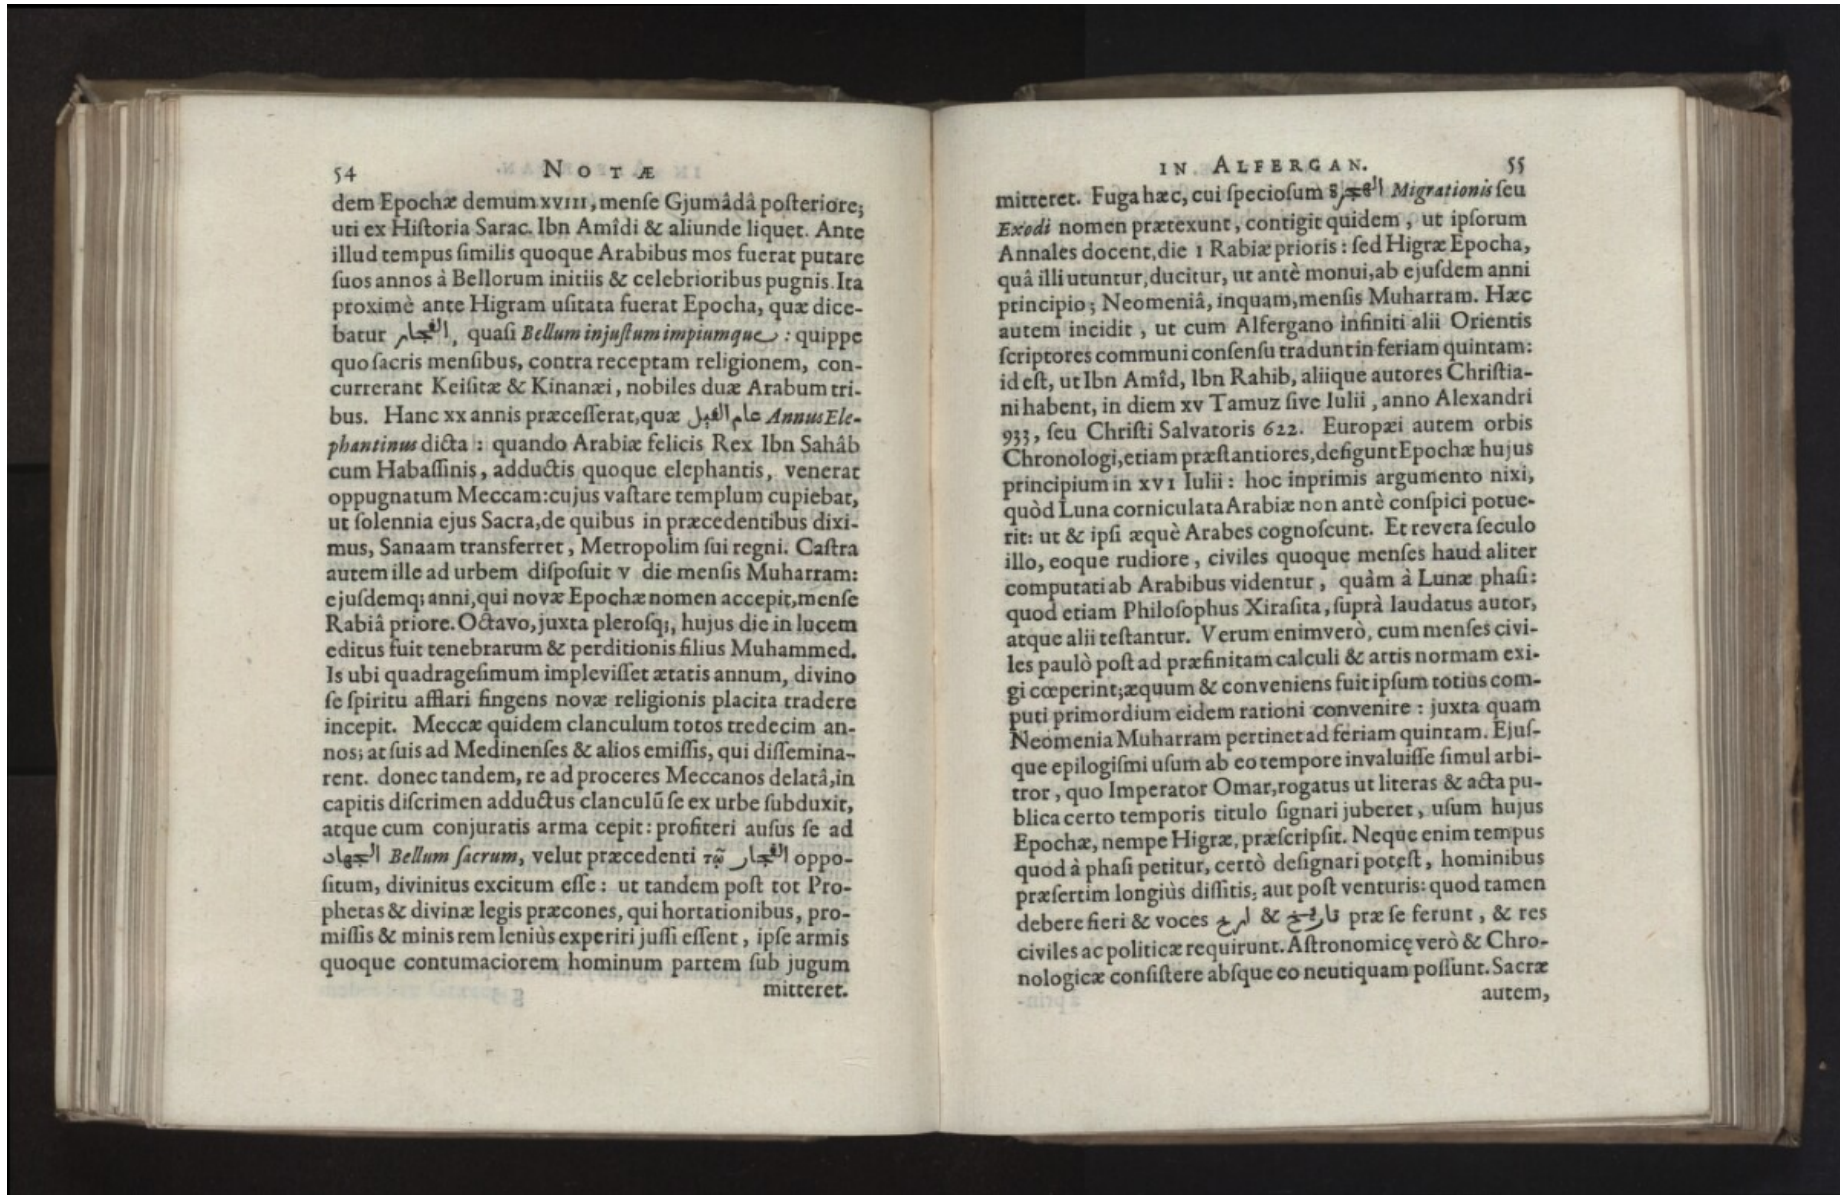 54 NOTÆ
dem Epochæ demum XVIII, mense Gjumâdâ posteriore;
uti ex Historia Sarac. Ibn Amîdi & aliunde liquet. Ante
illud tempus similis quoque Arabibus mos fuerat putare
suos annos à Bellorum initiis & celebrioribus pugnis. Ita
proximè ante Higram usitata fuerat Epocha, quæ dice-
batur الفجار, quasi Bellum injustum impiumque : quippe
quo sacris mensibus, contra receptam religionem, con-
currerant Keisitæ & Kinanæi, nobiles duæ Arabum tri-
bus. Hanc xx annis præcesserat, quæ عام الفيل Annus Ele-
phantinus dicta : quando Arabiæ felicis Rex Ibn Sahâb
cum Habassinis, adductis quoque elephantis, venerat
oppugnatum Meccam: cujus vastare templum cupiebat,
ut solennia ejus Sacra, de quibus in præcedentibus dixi-
mus, Sanaam transferret, Metropolim sui regni. Castra
autem ille ad urbem disposuit v die mensis Muharram:
ejusdemq; anni, qui novæ Epochæ nomen accepit, mense
Rabiâ priore. Octavo, juxta plerosq;, hujus die in lucem
editus fuit tenebrarum & perditionis filius Muhammed.
Is ubi quadragesimum implevisset ætatis annum, divino
se spiritu afflari fingens novæ religionis placita tradere
incepit. Meccæ quidem clanculum totos tredecim an-
nos; at suis ad Medinenses & alios emissis, qui dissemina-
rent. donec tandem, re ad proceres Meccanos delatâ, in
capitis discrimen adductus clanculū se ex urbe subduxit,
atque cum conjuratis arma cepit: profiteri ausus se ad
الجهاد Bellum sacrum, velut præcedenti τῷ الفجار oppo-
situm, divinitus excitum esse: ut tandem post tot Pro-
phetas & divinæ legis præcones, qui hortationibus, pro-
missis & minis rem leniùs experiri jussi essent, ipse armis
quoque contumaciorem hominum partem sub jugum
mitteret.
IN ALFERGAN. 55
mitteret. Fuga hæc, cui speciosum الهجرة Migrationis seu
Exodi nomen prætexunt, contigit quidem, ut ipsorum
Annales docent, die 1 Rabiæ prioris: sed Higræ Epocha,
quâ illi utuntur, ducitur, ut antè monui, ab ejusdem anni
principio; Neomeniâ, inquam, mensis Muharram. Hæc
autem incidit, ut cum Alfergano infiniti alii Orientis
scriptores communi consensu tradunt in feriam quintam:
id est, ut Ibn Amîd, Ibn Rahib, aliique autores Christia-
ni habent, in diem xv Tamuz sive Iulii, anno Alexandri
933, seu Christi Salvatoris 622. Europæi autem orbis
Chronologi, etiam præstantiores, defigunt Epochæ hujus
principium in XVI Iulii: hoc inprimis argumento nixi,
quòd Luna corniculata Arabiæ non antè conspici potue-
rit: ut & ipsi æquè Arabes cognoscunt. Et revera seculo
illo, eoque rudiore, civiles quoque menses haud aliter
computati ab Arabibus videntur, quàm à Lunæ phasi:
quod etiam Philosophus Xirasita, suprà laudatus autor,
atque alii testantur. Verum enimverò, cum menses civi-
les paulò post ad præfinitam calculi & artis normam exi-
gi cœperint; æquum & conveniens fuit ipsum totius com-
puti primordium eidem rationi convenire : juxta quam
Neomenia Muharram pertinet ad feriam quintam. Ejus-
que epilogismi usum ab eo tempore invaluisse simul arbi-
tror, quo Imperator Omar, rogatus ut literas & acta pu-
blica certo temporis titulo signari juberet, usum hujus
Epochæ, nempe Higræ, præscripsit. Neque enim tempus
quod à phasi petitur, certò designari potest, hominibus
præsertim longiùs dissitis; aut post venturis: quod tamen
debere fieri & voces ارخ & تاريخ præ se ferunt, & res
civiles ac politicæ requirunt. Astronomicę verò & Chro-
nologicæ consistere absque eo neutiquam possunt. Sacræ
autem,